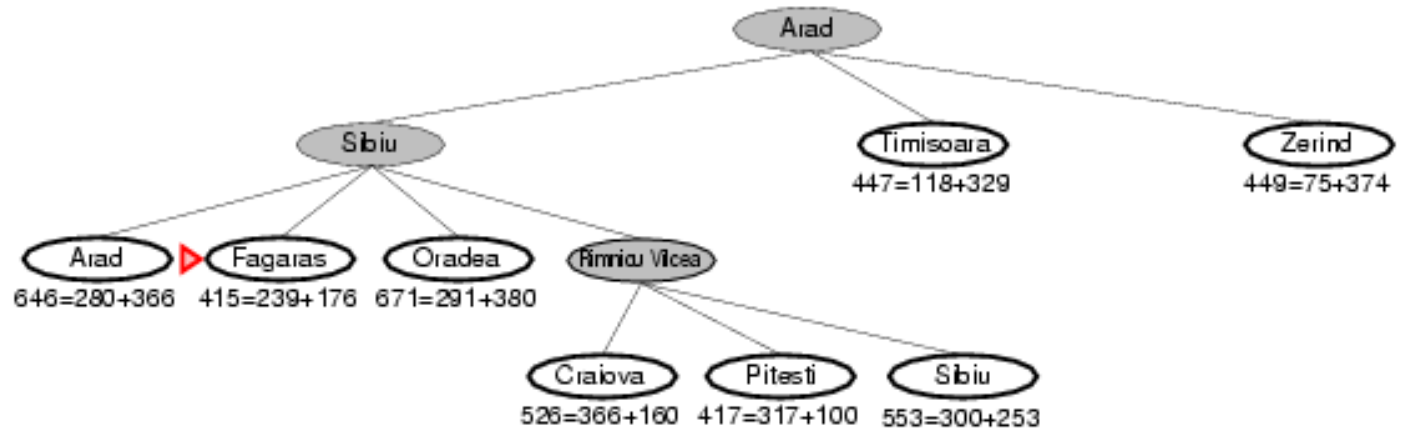 Arad
Sibiu
Timisoara
Zerind
447=118+329
449=75+374
Arad
Fagaras
Oradea
Rimnicu Vilcea
646=280+366
415=239+176
671=291+380
Craiova
Pitesti
Sibiu
526=366+160
417=317+100
553=300+253